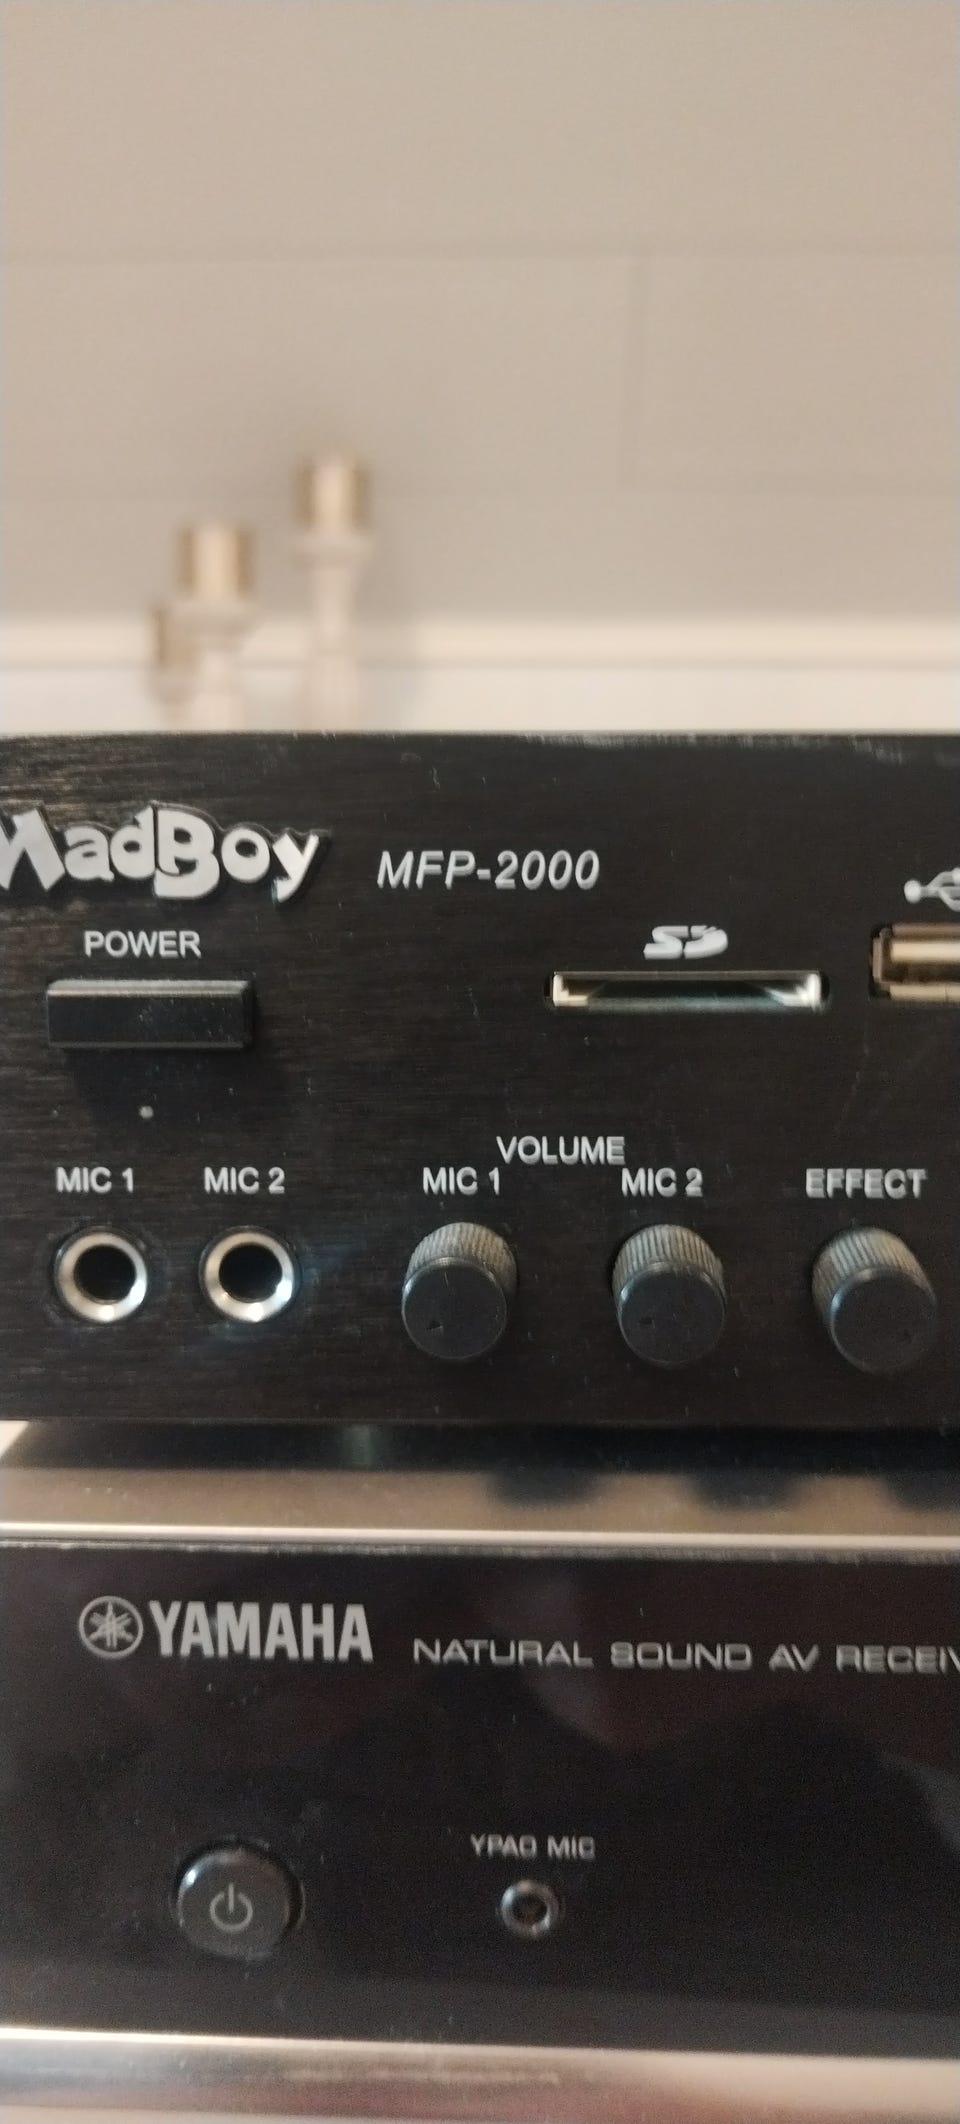 MadBoy MFP-2000
POWER
SD
VOLUME
MIC 1 MIC 2 MIC 1 MIC 2 EFFECT
YAMAHA NATURAL SOUND AV RECEIV
YPAO MIC